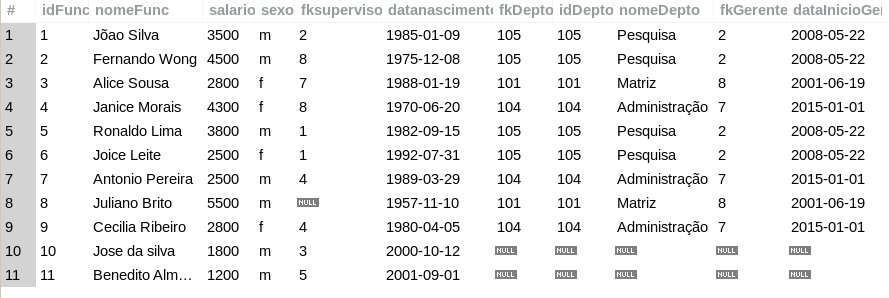 # idFunc nomeFunc salario sexo fksuperviso datanasciment fkDepto idDepto nomeDepto fkGerente dataInicioGe
1 1 Jõao Silva 3500 m 2 1985-01-09 105 105 Pesquisa 2 2008-05-22
2 2 Fernando Wong 4500 m 8 1975-12-08 105 105 Pesquisa 2 2008-05-22
3 3 Alice Sousa 2800 f 7 1988-01-19 101 101 Matriz 8 2001-06-19
4 4 Janice Morais 4300 f 8 1970-06-20 104 104 Administração 7 2015-01-01
5 5 Ronaldo Lima 3800 m 1 1982-09-15 105 105 Pesquisa 2 2008-05-22
6 6 Joice Leite 2500 f 1 1992-07-31 105 105 Pesquisa 2 2008-05-22
7 7 Antonio Pereira 2500 m 4 1989-03-29 104 104 Administração 7 2015-01-01
8 8 Juliano Brito 5500 m NULL 1957-11-10 101 101 Matriz 8 2001-06-19
9 9 Cecilia Ribeiro 2800 f 4 1980-04-05 104 104 Administração 7 2015-01-01
10 10 Jose da silva 1800 m 3 2000-10-12 NULL NULL NULL NULL NULL
11 11 Benedito Alm... 1200 m 5 2001-09-01 NULL NULL NULL NULL NULL